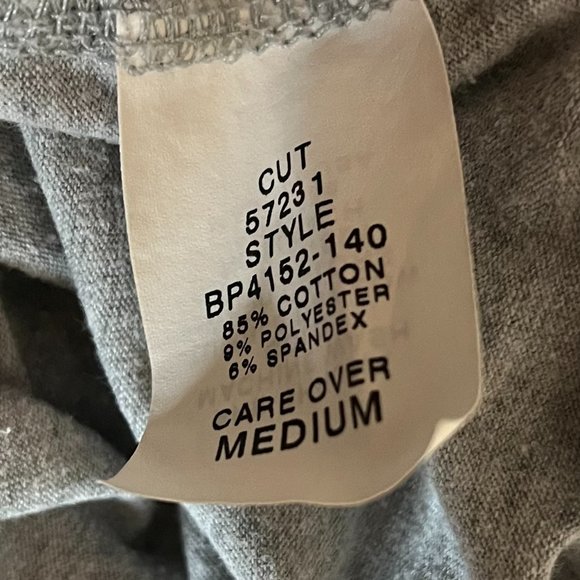 CUT
57231
STYLE
BP4152-140
85% COTTON
9% POLYESTER
6% SPANDEX
CARE OVER
MEDIUM